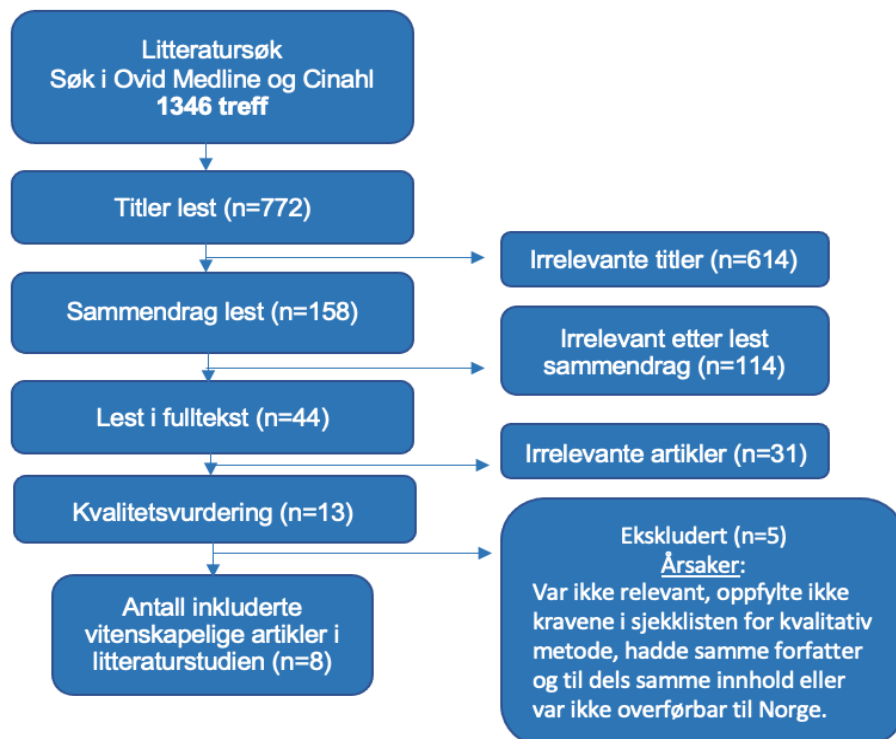 Litteratursøk
Søk i Ovid Medline og Cinahl
1346 treff
Titler lest (n=772)
Irrelevante titler (n=614)
Sammendrag lest (n=158)
Irrelevant etter lest
sammendrag (n=114)
Lest i fulltekst (n=44)
Irrelevante artikler (n=31)
Kvalitetsvurdering (n=13)
Ekskludert (n=5)
Årsaker:
Var ikke relevant, oppfylte ikke
kravene i sjekklisten for kvalitativ
metode, hadde samme forfatter
og til dels samme innhold eller
var ikke overførbar til Norge.
Antall inkluderte
vitenskapelige artikler i
litteraturstudien (n=8)